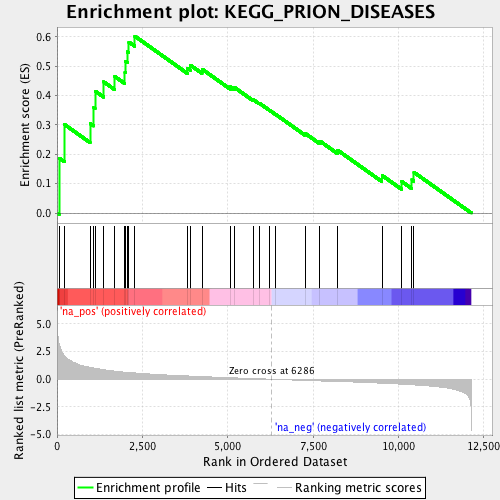 Enrichment plot: KEGG_PRION_DISEASES
Enrichment score (ES)
0.6
0.5
0.4
0.3
0.2
0.1
0.0
'na_pos' (positively correlated)
Ranked list metric (PreRanked)
5.0
2.5
0.0
-2.5
-5.0
Zero cross at 6286
'na_neg' (negatively correlated)
0
2,500
5,000
7,500
10,000
12,500
Rank in Ordered Dataset
Enrichment profile
Hits
Ranking metric scores